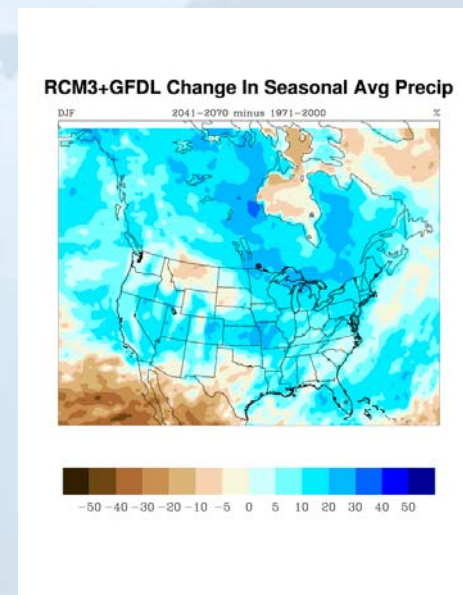 RCM3+GFDL Change In Seasonal Avg Precip
DJF 2041-2070 minus 1971-2000 %
-50 -40 -30 -20 -10 -5 0 5 10 20 30 40 50